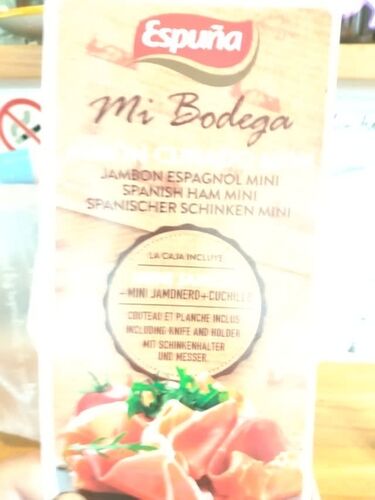 Espuña
Mi Bodega
JAMBON ESPAGNOL MINI
SPANISH HAM MINI
SPANISCHER SCHINKEN MINI
LA CAJA INCLUYE
-MINI JAMONERO+CUCHILLO
COUTEAU ET PLANCHE INCLUS
INCLUDING KNIFE AND HOLDER
MIT SCHINKENHALTER
UND MESSER.